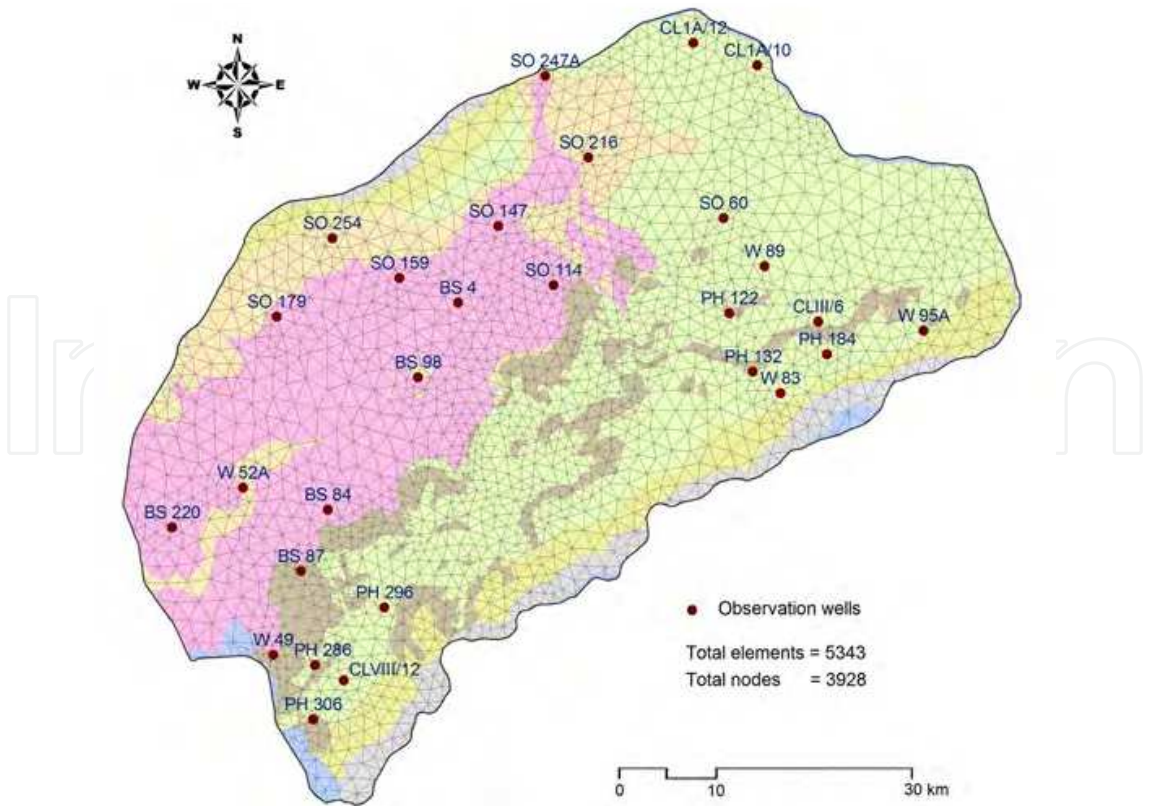 CL1A/12
N
CL1A/10
SO 247A
W E
S
SO 216
SO 60
SO 147
SO 254
W 89
SO 159
SO 114
BS 4
PH 122
CLIII/6
SO 179
W 95A
PH 184
PH 132
BS 98
W 83
W 52A
BS 84
BS 220
BS 87
PH 296
Observation wells
W 49
PH 286
Total elements = 5343
CLVIII/12
Total nodes = 3928
PH 306
0 10 30 km